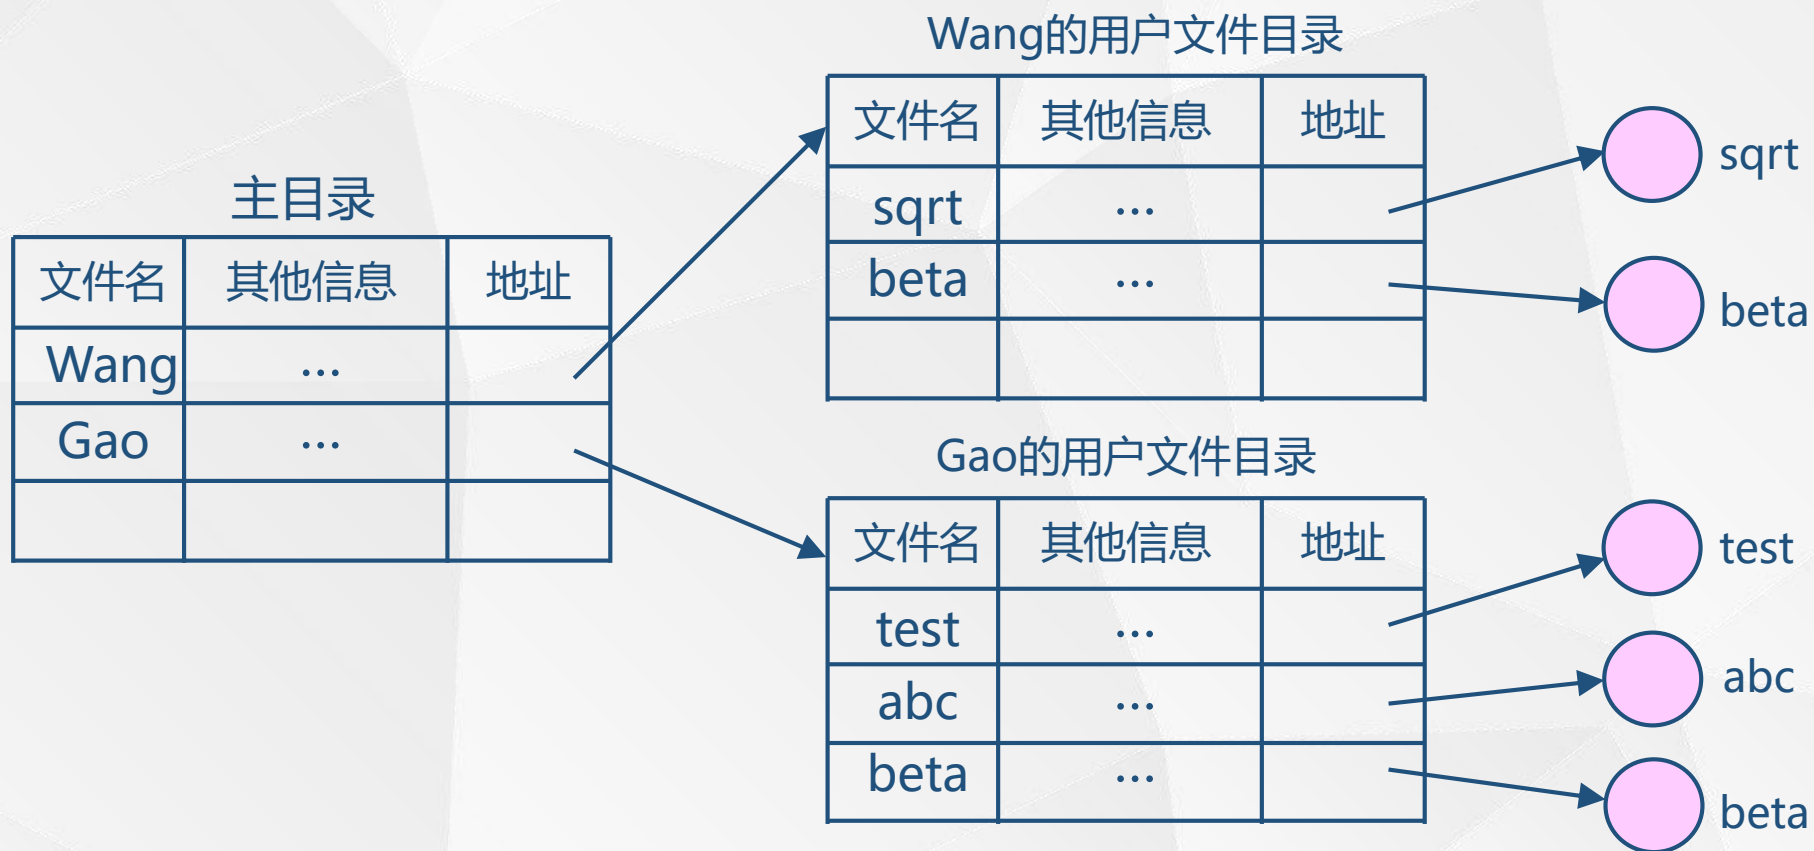 主目录
文件名 其他信息 地址
Wang ...
Gao ...
Wang的用户文件目录
文件名 其他信息 地址
sqrt ...
beta ...
sqrt
beta
Gao的用户文件目录
文件名 其他信息 地址
test ...
abc ...
beta ...
test
abc
beta